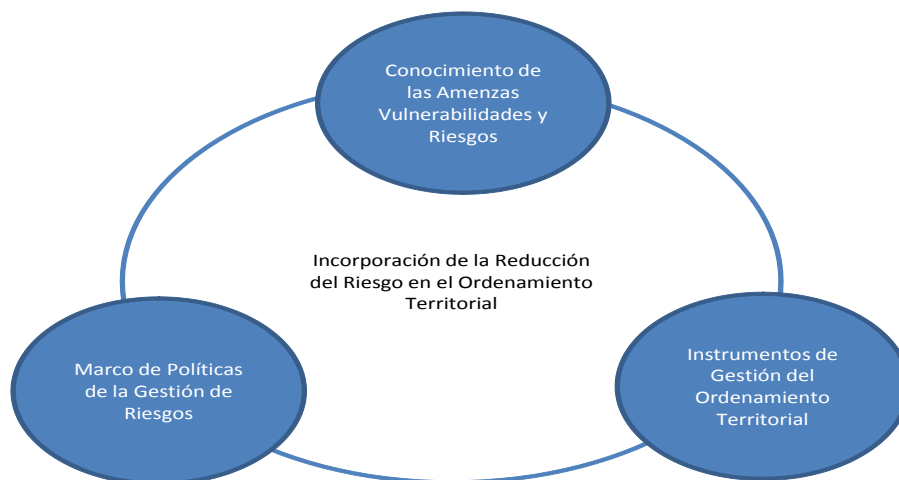 Conocimiento de
las Amenzas
Vulnerabilidades y
Riesgos
Incorporación de la Reducción
del Riesgo en el Ordenamiento
Territorial
Marco de Políticas
de la Gestión de
Riesgos
Instrumentos de
Gestión del
Ordenamiento
Territorial